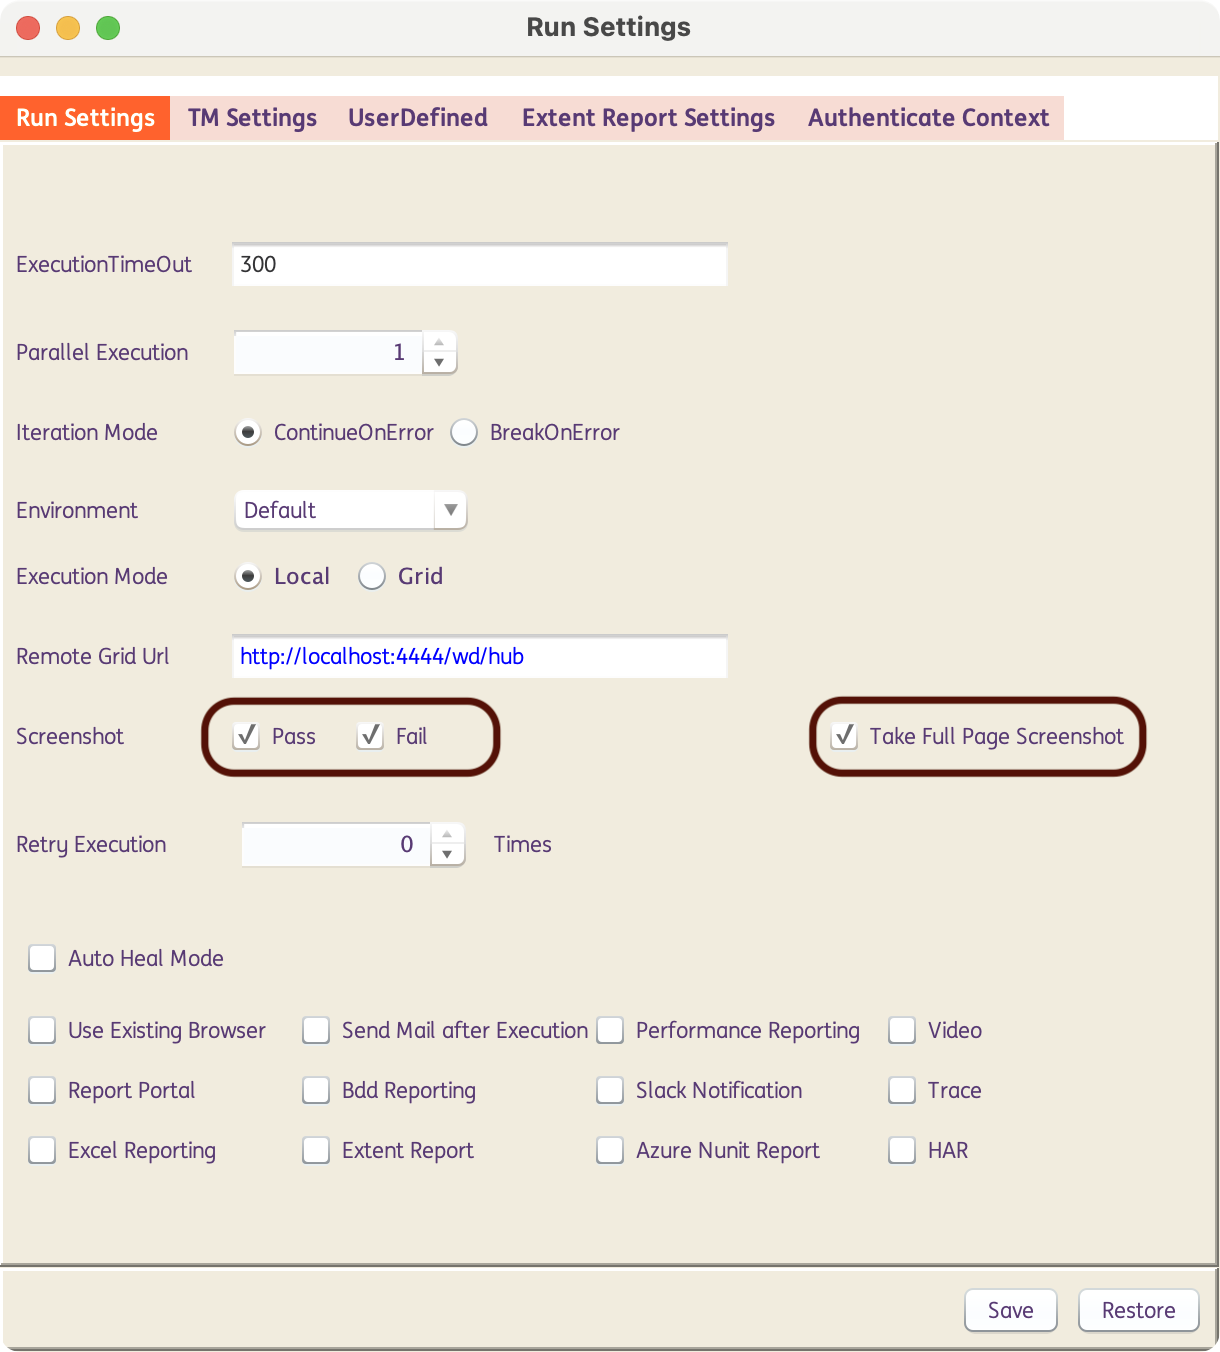 Run Settings
Run Settings TM Settings UserDefined Extent Report Settings Authenticate Context
ExecutionTimeOut 300
Parallel Execution 1
Iteration Mode ContinueOnError BreakOnError
Environment Default
Execution Mode Local Grid
Remote Grid Url http://localhost:4444/wd/hub
Screenshot Pass Fail Take Full Page Screenshot
Retry Execution 0 Times
Auto Heal Mode
Use Existing Browser Send Mail after Execution Performance Reporting Video
Report Portal Bdd Reporting Slack Notification Trace
Excel Reporting Extent Report Azure Nunit Report HAR
Save Restore